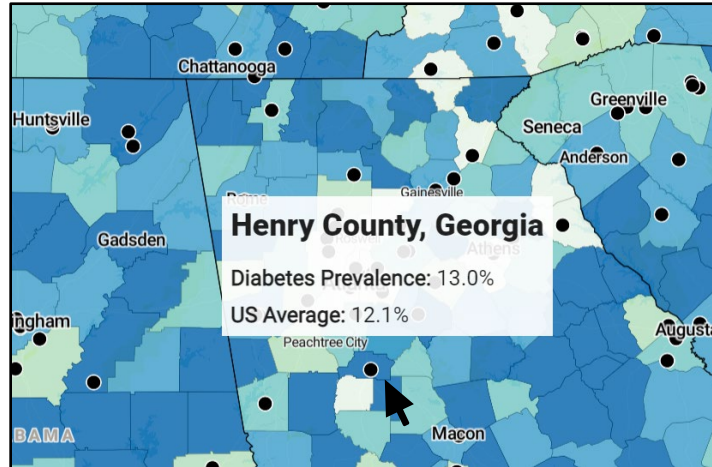 Chattanooga
Huntsville
Greenville
Seneca
Anderson
Rome
Gainesville
Henry County, Georgia
Roswell
Gadsden
Athens
Diabetes Prevalence: 13.0%
US Average: 12.1%
ingham
Augusta
Peachtree City
BAMA
Macon